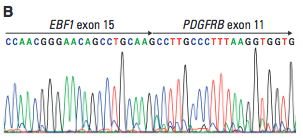 B
EBF1 exon 15 PDGFRB exon 11
CCAACGGGAACAGCCTGCAAGCCTTGCCCTTTAAGGTGGTG